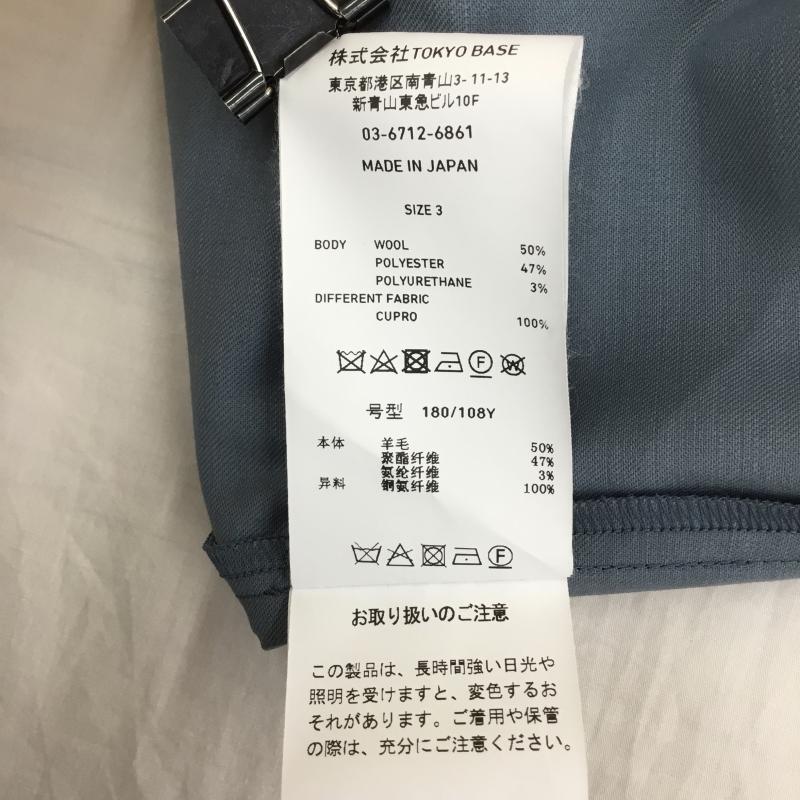 株式会社TOKYO BASE
東京都港区南青山3-11-13
新青山東急ビル10F
03-6712-6861
MADE IN JAPAN
SIZE 3
BODY WOOL 50%
POLYESTER 47%
POLYURETHANE 3%
DIFFERENT FABRIC
CUPRO 100%
F W
号型 180/108Y
本体 羊毛 50%
聚酯纤维 47%
氨纶纤维 3%
异料 铜氨纤维 100%
F
お取り扱いのご注意
この製品は、長時間強い日光や
照明を受けますと、変色するお
それがあります。ご着用や保管
の際は、充分にご注意ください。